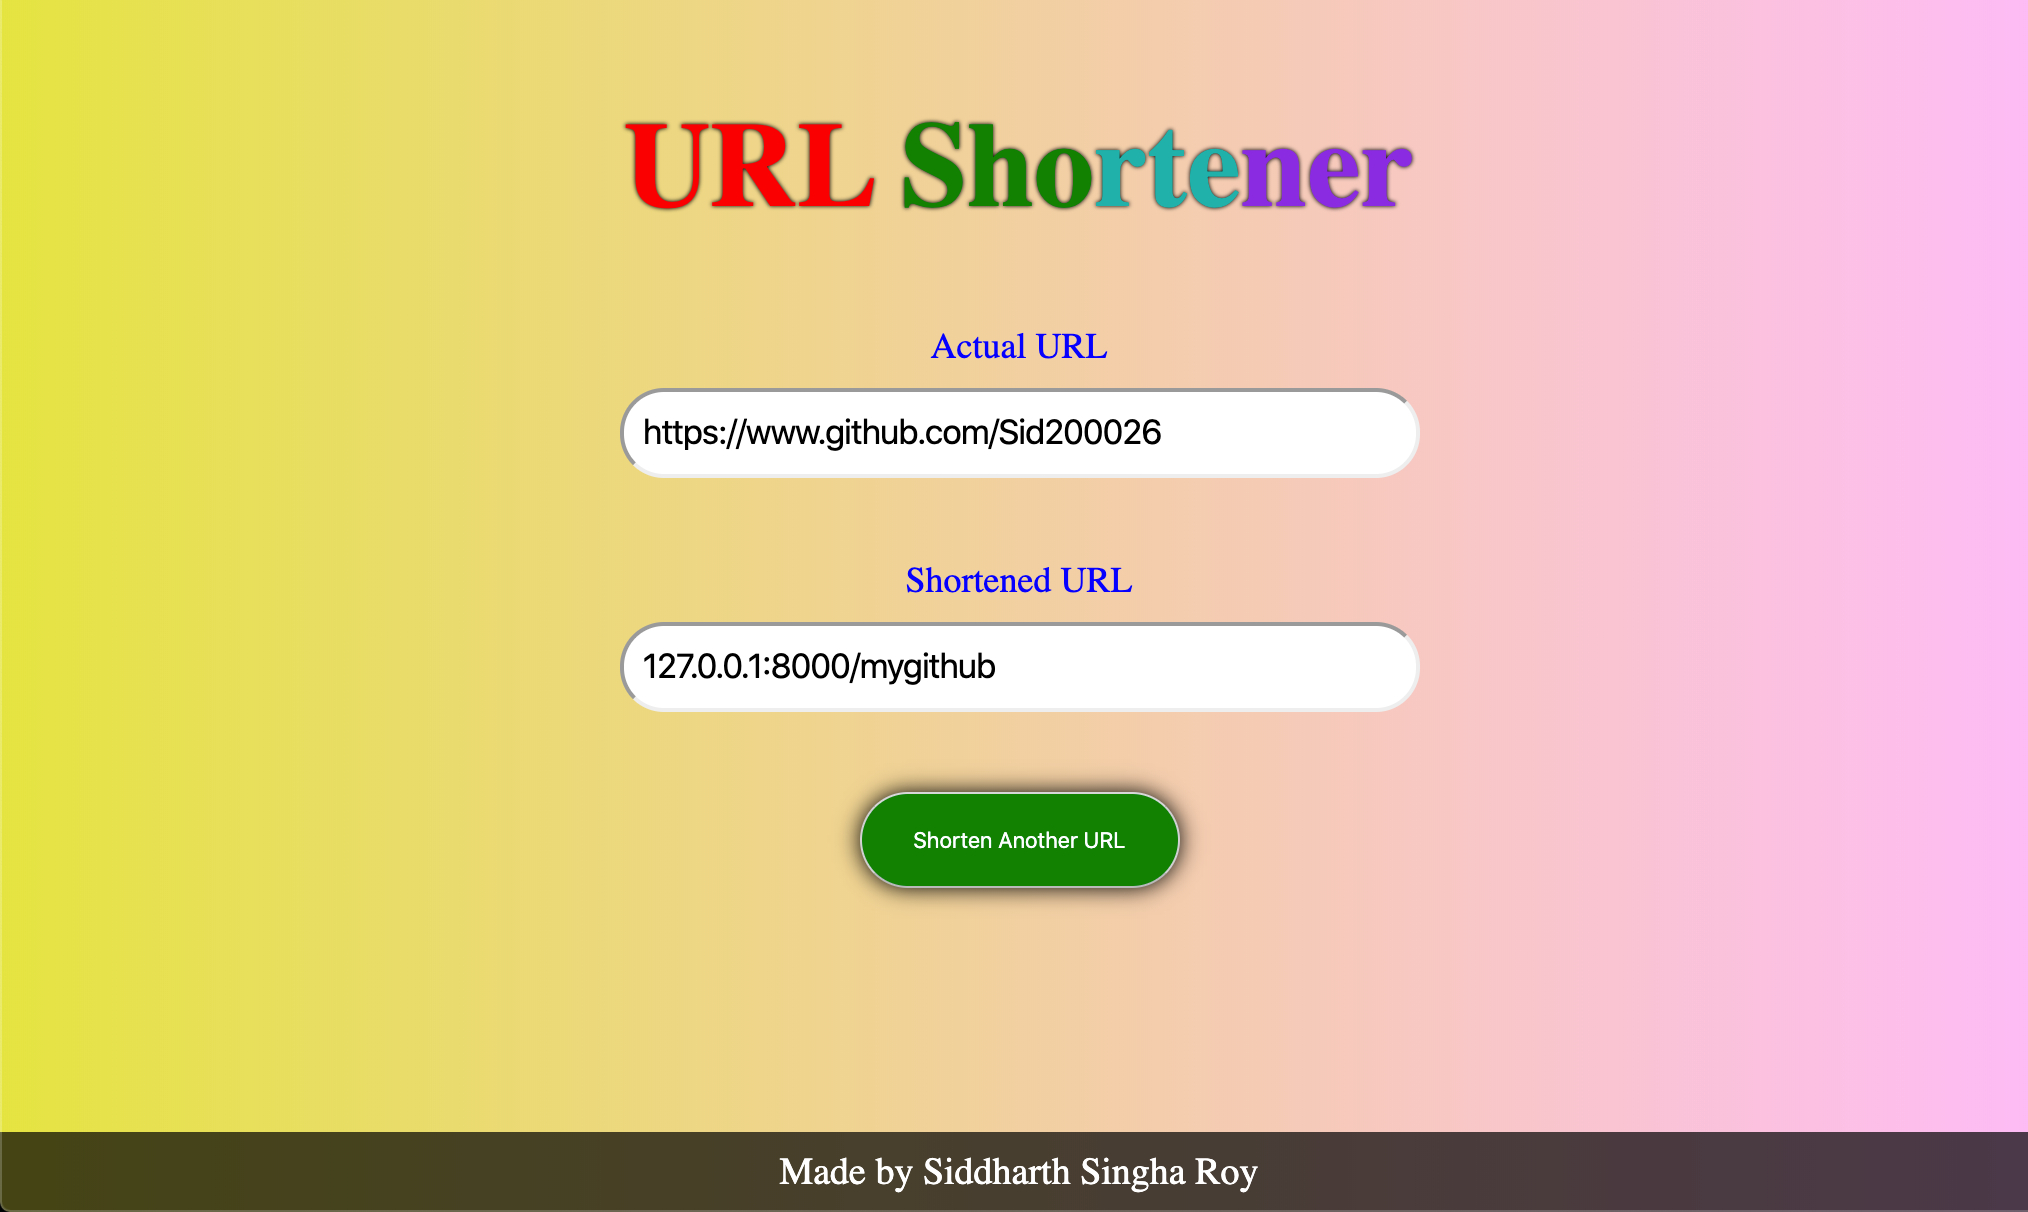 URL Shortener
Actual URL
https://www.github.com/Sid200026
Shortened URL
127.0.0.1:8000/mygithub
Shorten Another URL
Made by Siddharth Singha Roy